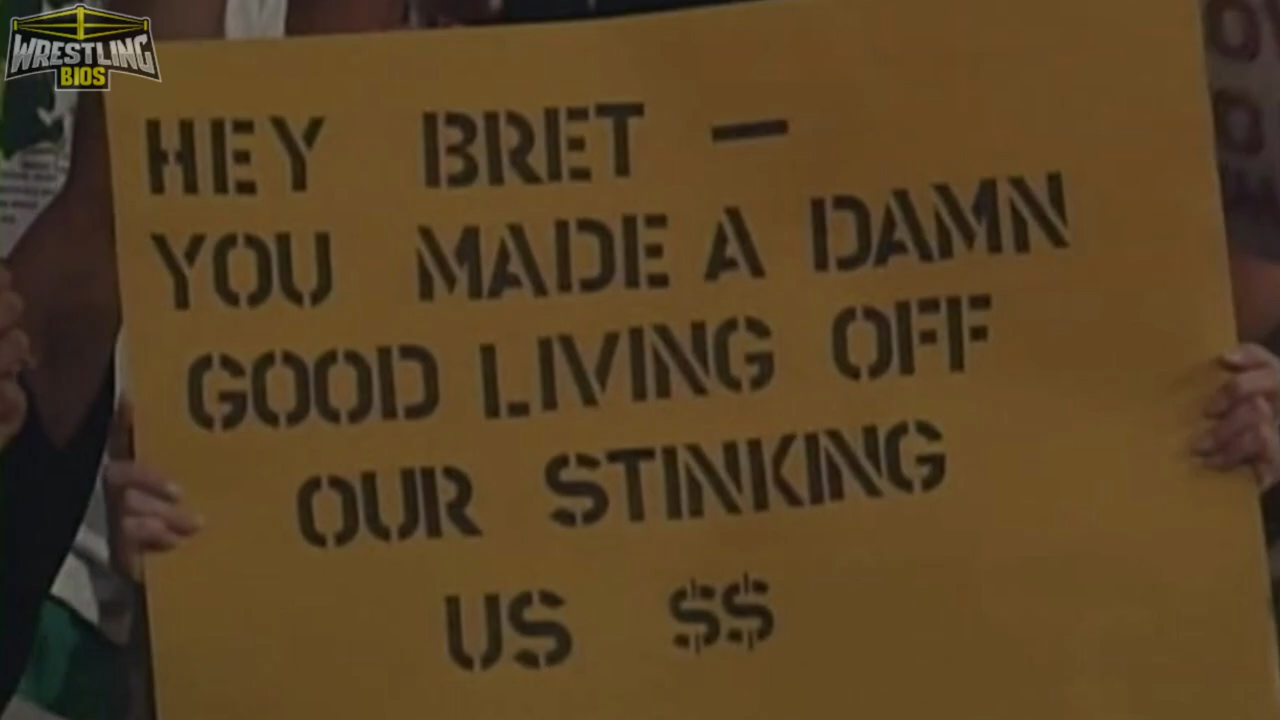 WRESTLING
BIOS
HEY BRET —
YOU MADE A DAMN
GOOD LIVING OFF
OUR STINKING
US $$